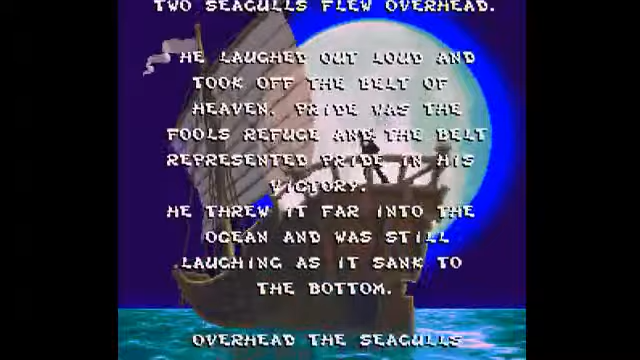 TWO SEAGULLS FLEW OVERHEAD.
HE LAUGHED OUT LOUD AND
TOOK OFF THE BELT OF
HEAVEN. PRIDE WAS THE
FOOLS REFUGE AND THE BELT
REPRESENTED PRIDE IN HIS
VICTORY.
HE THREW IT FAR INTO THE
OCEAN AND WAS STILL
LAUGHING AS IT SANK TO
THE BOTTOM.
OVERHEAD THE SEAGULLS